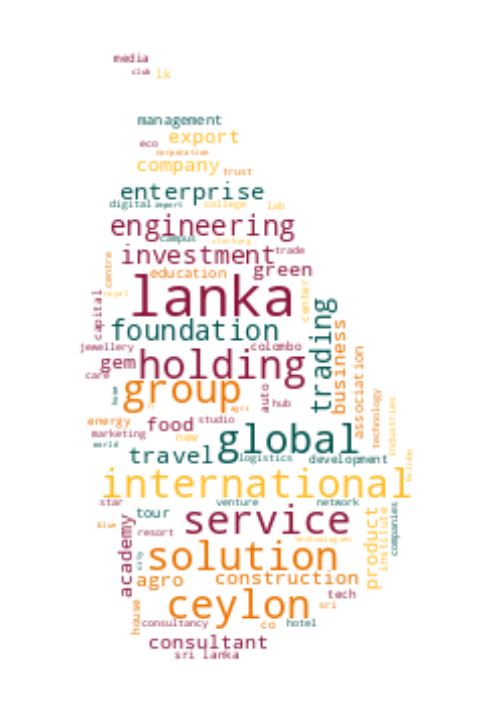 media
club lk
management
eco export
corporation
company trust
enterprise
digital import college lab
engineering
campus clothing
investment trade
centre education green
royal lanka center
capital foundation trading
jewellery colombo business
gem holding association
care group auto hub technology
home agri industries
energy food studio
marketing new global
world travel logistics development holiday
international
star venture network
blue tour service product institute companies
resort technologies
academy city solution
agro construction
house ceylon tech
sri
consultancy co hotel
consultant
sri lanka